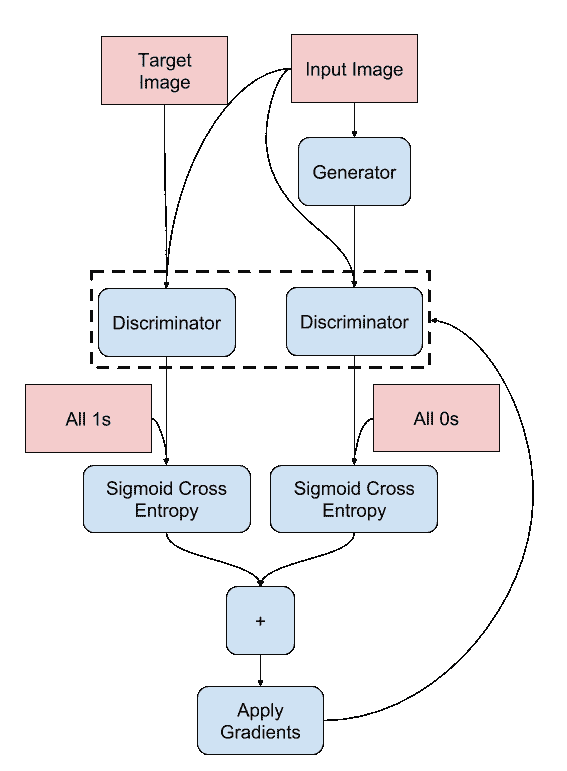 Target
Image
Input Image
Generator
Discriminator
Discriminator
All 1s
All 0s
Sigmoid Cross
Entropy
Sigmoid Cross
Entropy
+
Apply
Gradients